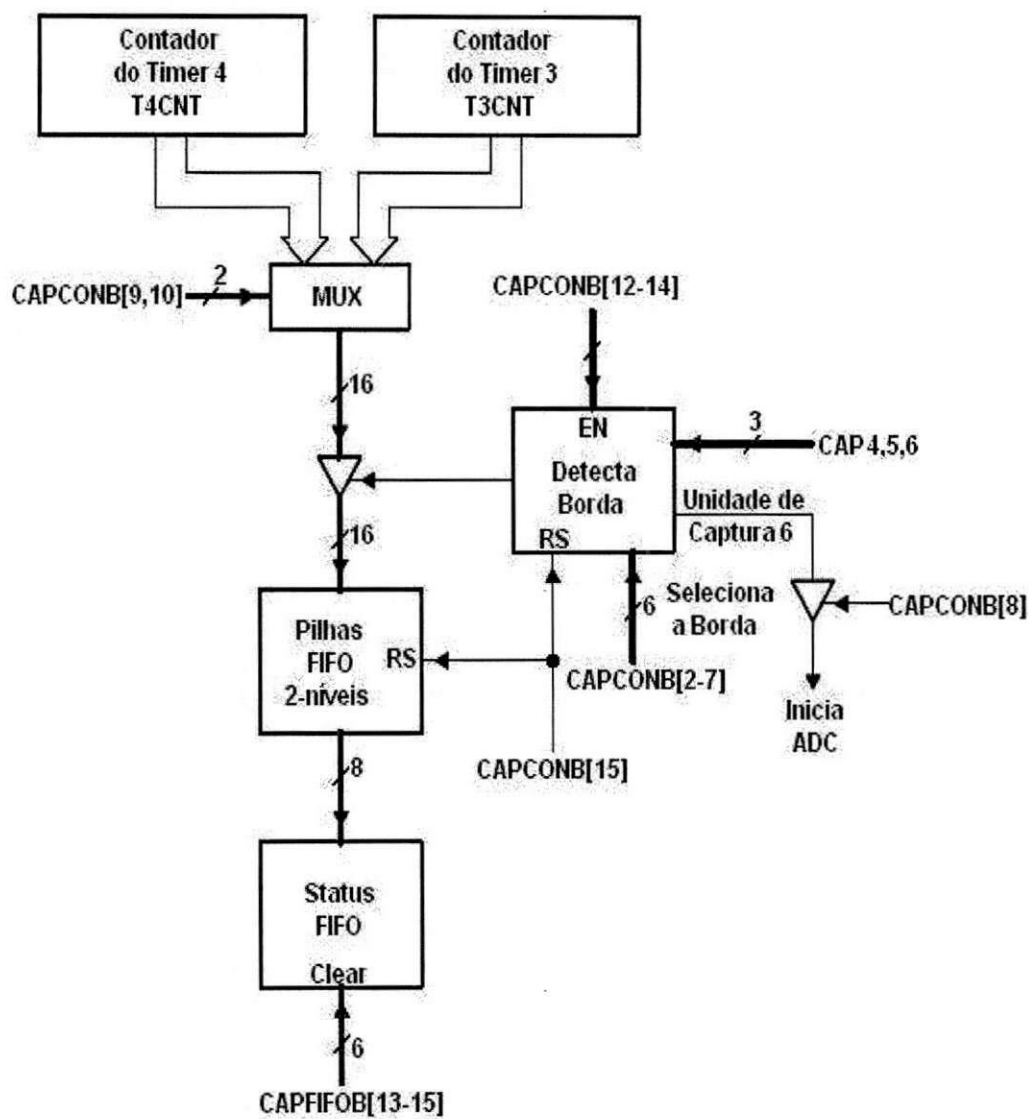 Contador
do Timer 4
T4CNT
Contador
do Timer 3
T3CNT
CAPCONB[9,10]
2
MUX
CAPCONB[12-14]
16
EN
3
CAP 4,5,6
Detecta
Borda
Unidade de
Captura 6
RS
16
6
Seleciona
a Borda
CAPCONB[8]
Pilhas
FIFO
2-níveis
RS
CAPCONB[2-7]
Inicia
ADC
CAPCONB[15]
8
Status
FIFO
Clear
6
CAPFIFOB[13-15]